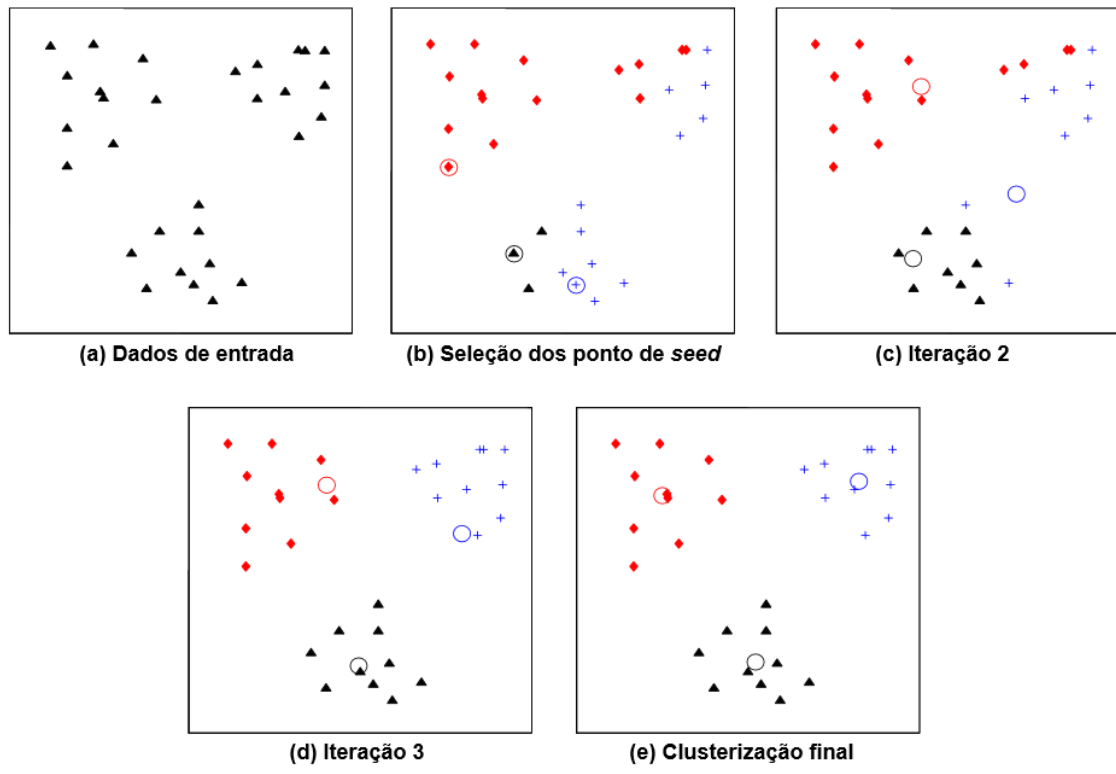 (a) Dados de entrada
(b) Seleção dos ponto de seed
(c) Iteração 2
(d) Iteração 3
(e) Clusterização final